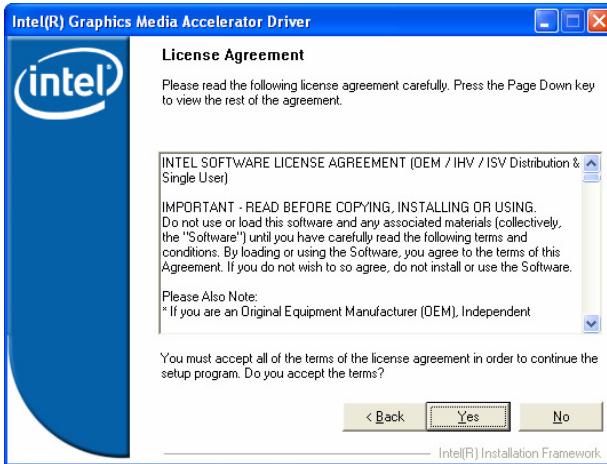 Intel(R) Graphics Media Accelerator Driver
intel
License Agreement
Please read the following license agreement carefully. Press the Page Down key
to view the rest of the agreement.
INTEL SOFTWARE LICENSE AGREEMENT (OEM / IHV / ISV Distribution &
Single User)
IMPORTANT - READ BEFORE COPYING, INSTALLING OR USING.
Do not use or load this software and any associated materials (collectively,
the "Software") until you have carefully read the following terms and
conditions. By loading or using the Software, you agree to the terms of this
Agreement. If you do not wish to so agree, do not install or use the Software.
Please Also Note:
* If you are an Original Equipment Manufacturer (OEM), Independent
You must accept all of the terms of the license agreement in order to continue the
setup program. Do you accept the terms?
< Back Yes No
Intel(R) Installation Framework